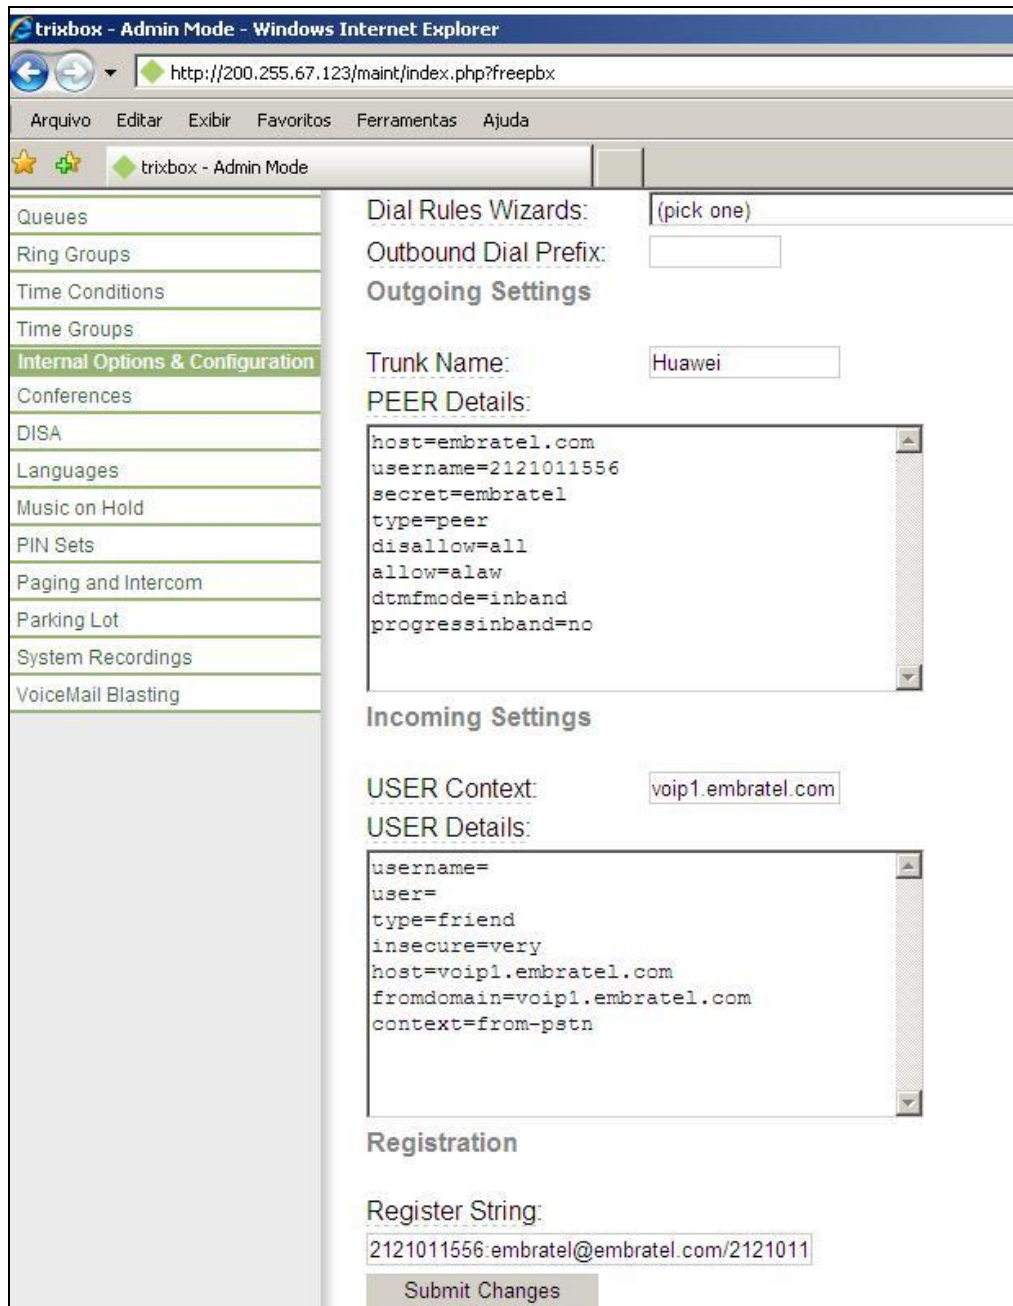 trixbox - Admin Mode - Windows Internet Explorer
http://200.255.67.123/maint/index.php?freepbx
Arquivo Editar Exibir Favoritos Ferramentas Ajuda
trixbox - Admin Mode
Queues
Ring Groups
Time Conditions
Time Groups
Internal Options & Configuration
Conferences
DISA
Languages
Music on Hold
PIN Sets
Paging and Intercom
Parking Lot
System Recordings
VoiceMail Blasting
Dial Rules Wizards: (pick one)
Outbound Dial Prefix:
Outgoing Settings
Trunk Name: Huawei
PEER Details:
host=embratel.com
username=2121011556
secret=embratel
type=peer
disallow=all
allow=alaw
dtmfmode=inband
progressinband=no
Incoming Settings
USER Context: voip1.embratel.com
USER Details:
username=
user=
type=friend
insecure=very
host=voip1.embratel.com
fromdomain=voip1.embratel.com
context=from-pstn
Registration
Register String:
2121011556:embratel@embratel.com/2121011
Submit Changes